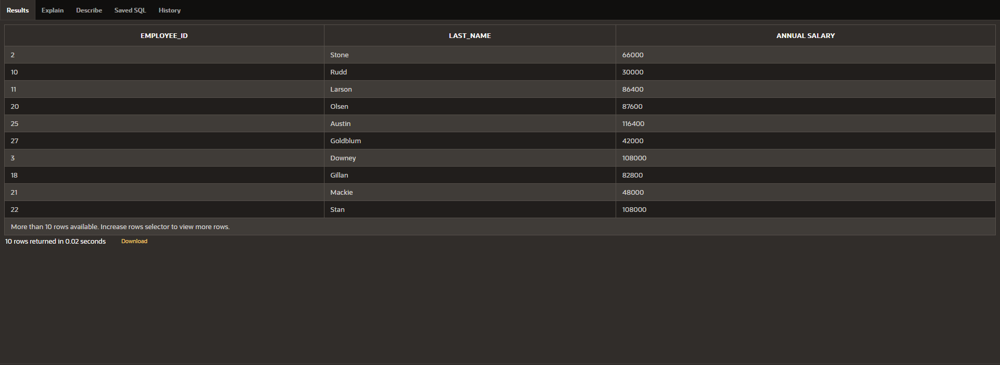 Results Explain Describe Saved SQL History
EMPLOYEE_ID LAST_NAME ANNUAL SALARY
2 Stone 66000
10 Rudd 30000
11 Larson 86400
20 Olsen 87600
25 Austin 116400
27 Goldblum 42000
3 Downey 108000
18 Gillan 82800
21 Mackie 48000
22 Stan 108000
More than 10 rows available. Increase rows selector to view more rows.
10 rows returned in 0.02 seconds Download